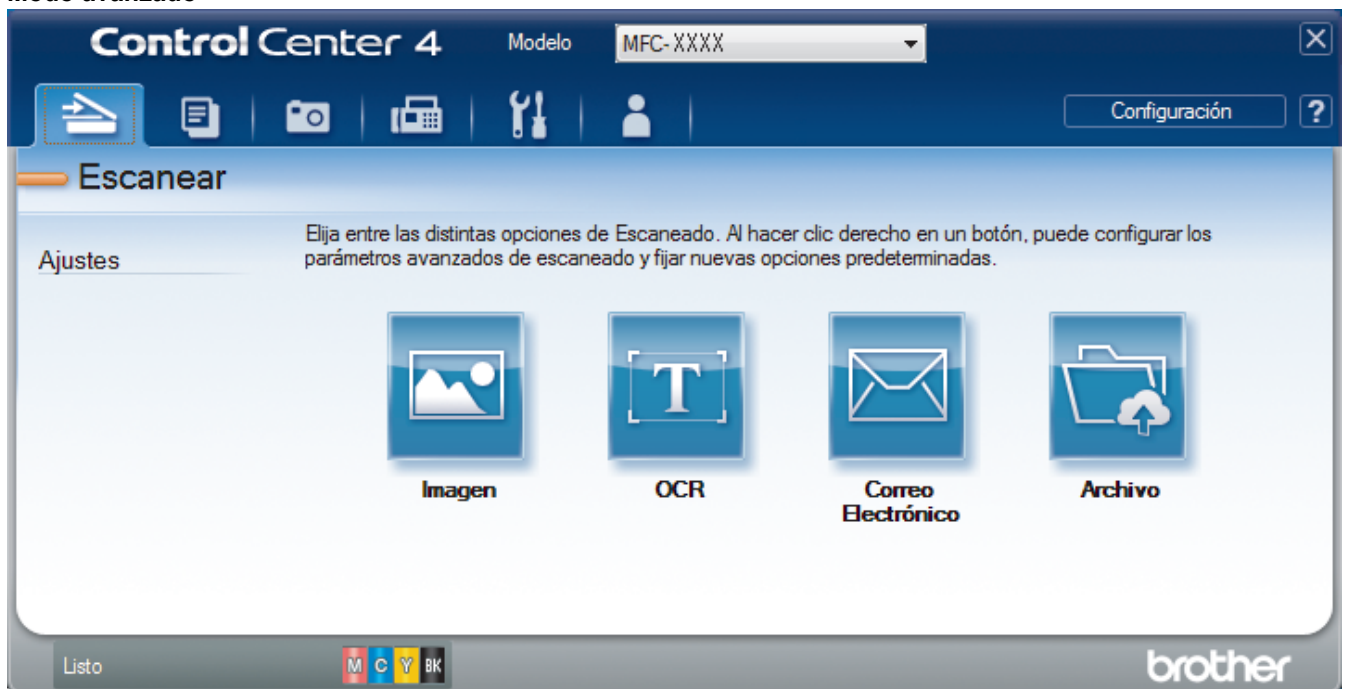 Modo avanzado
Control Center 4
Modelo
MFC-XXXX
Configuración
?
Escanear
Ajustes
Elija entre las distintas opciones de Escaneado. Al hacer clic derecho en un botón, puede configurar los
parámetros avanzados de escaneado y fijar nuevas opciones predeterminadas.
T
Imagen
OCR
Correo
Electrónico
Archivo
Listo
M C Y BK
brother